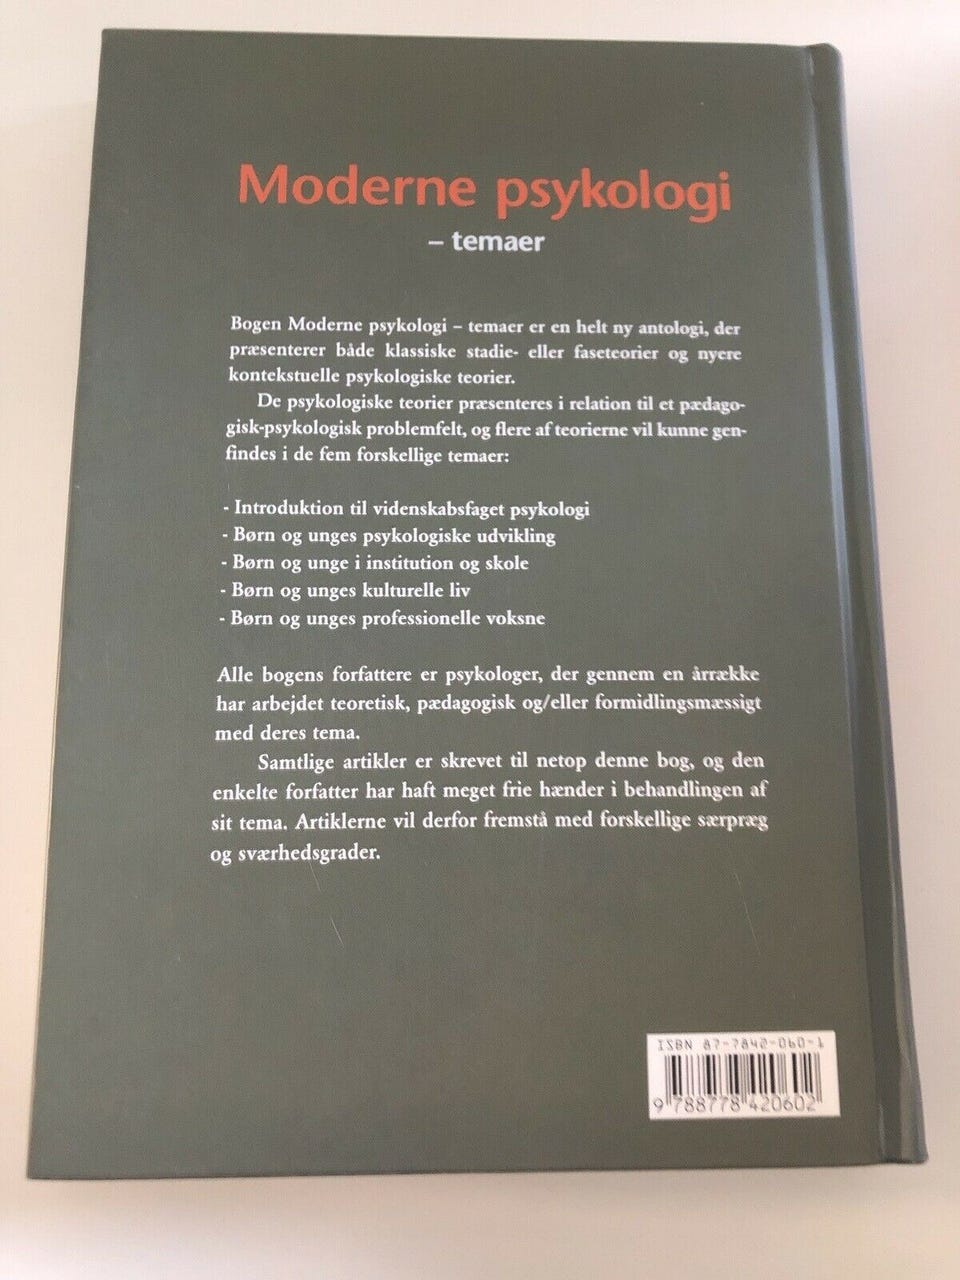 Moderne psykologi
– temaer
Bogen Moderne psykologi – temaer er en helt ny antologi, der
præsenterer både klassiske stadie- eller faseteorier og nyere
kontekstuelle psykologiske teorier.
De psykologiske teorier præsenteres i relation til et pædago-
gisk-psykologisk problemfelt, og flere af teorierne vil kunne gen-
findes i de fem forskellige temaer:
- Introduktion til videnskabsfaget psykologi
- Børn og unges psykologiske udvikling
- Børn og unge i institution og skole
- Børn og unges kulturelle liv
- Børn og unges professionelle voksne
Alle bogens forfattere er psykologer, der gennem en årrække
har arbejdet teoretisk, pædagogisk og/eller formidlingsmæssigt
med deres tema.
Samtlige artikler er skrevet til netop denne bog, og den
enkelte forfatter har haft meget frie hænder i behandlingen af
sit tema. Artiklerne vil derfor fremstå med forskellige særpræg
og sværhedsgrader.
ISBN 87-7842-060-1
9 788778 420602